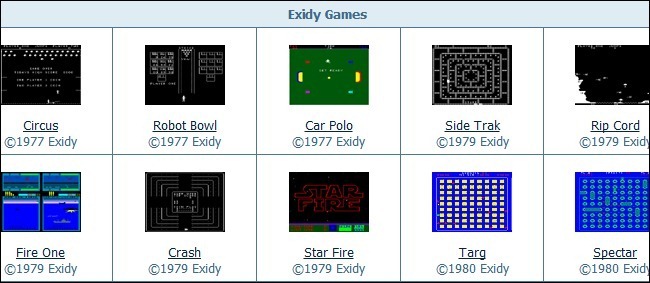 Exidy Games
GET READY
Circus
©1977 Exidy
Robot Bowl
©1977 Exidy
Car Polo
©1977 Exidy
Side Trak
©1979 Exidy
Rip Cord
©1979 Exidy
STAR
FIRE
Fire One
©1979 Exidy
Crash
©1979 Exidy
Star Fire
©1979 Exidy
Targ
©1980 Exidy
Spectar
©1980 Exidy